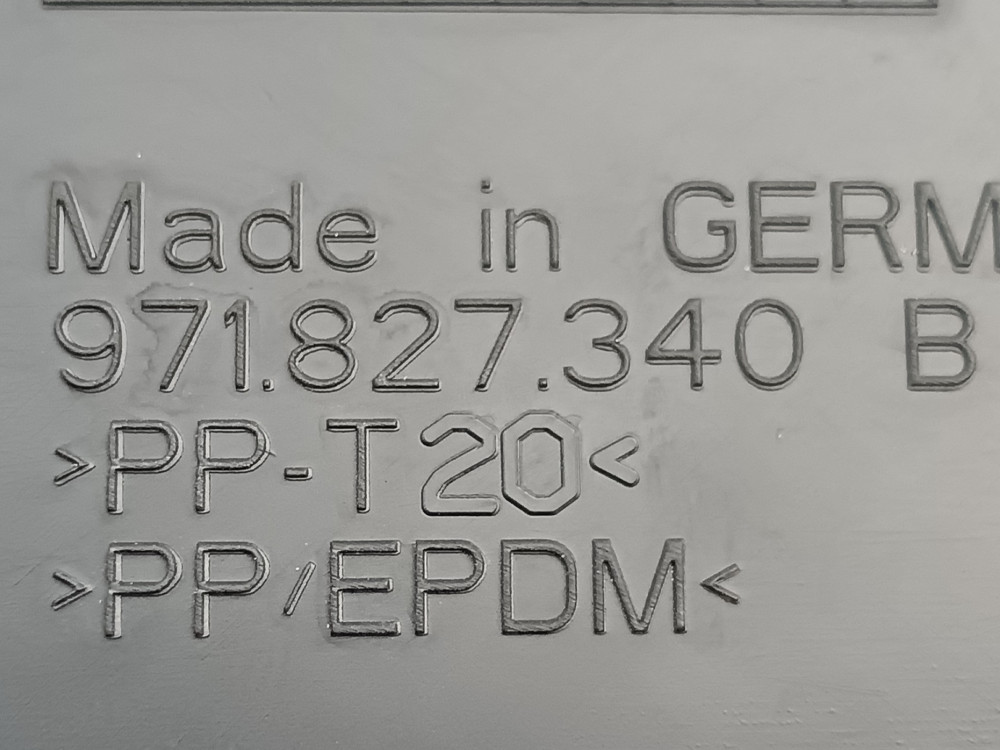 Made in GERM
971.827.340 B
>PP-T20<
>PP/EPDM<